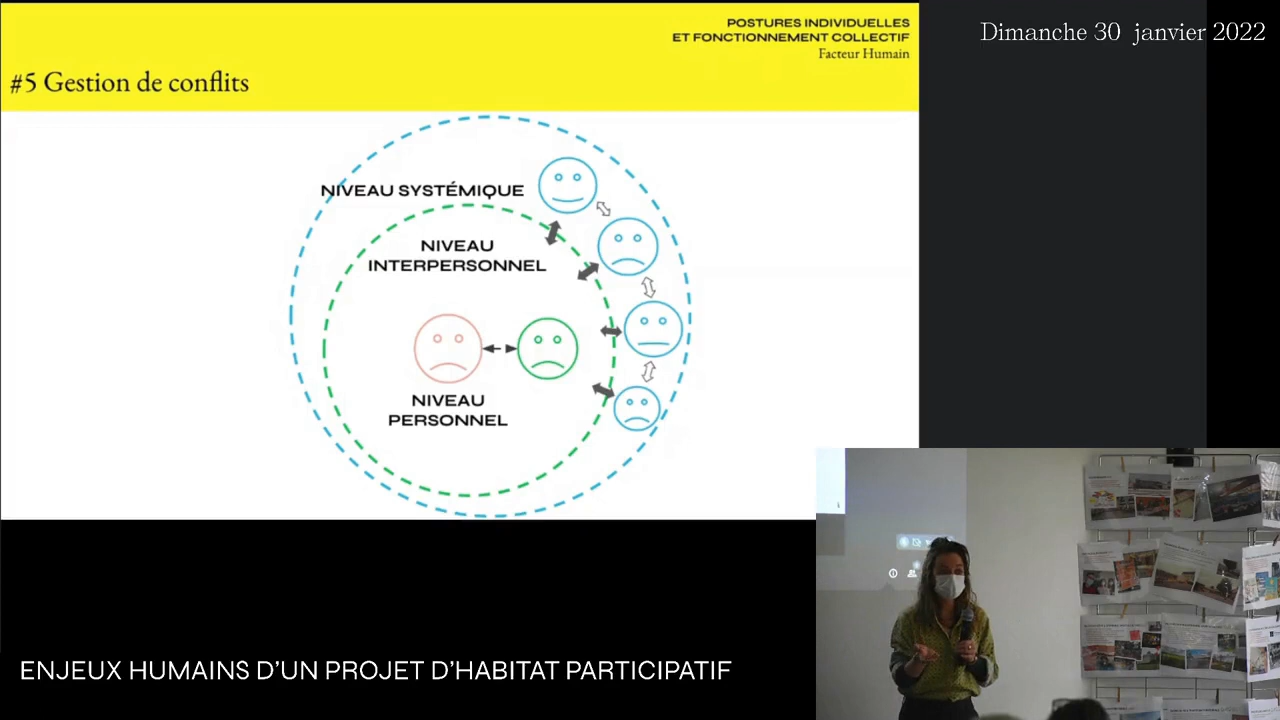 POSTURES INDIVIDUELLES
ET FONCTIONNEMENT COLLECTIF
Facteur Humain
Dimanche 30 janvier 2022
#5 Gestion de conflits
NIVEAU SYSTÉMIQUE
NIVEAU
INTERPERSONNEL
NIVEAU
PERSONNEL
ENJEUX HUMAINS D'UN PROJET D'HABITAT PARTICIPATIF